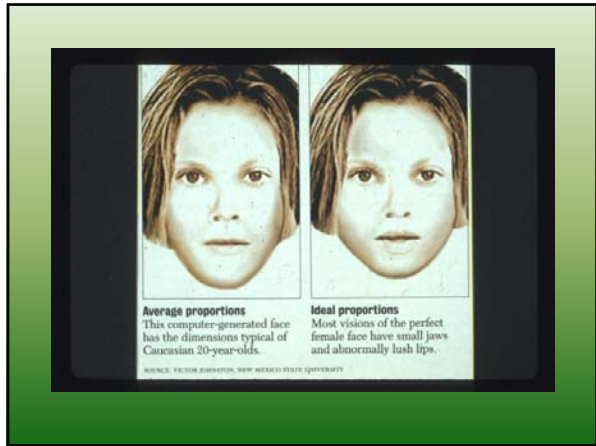 Average proportions
This computer-generated face
has the dimensions typical of
Caucasian 20-year-olds.
Ideal proportions
Most visions of the perfect
female face have small jaws
and abnormally lush lips.
SOURCE: VICTOR JOHNSTON, NEW MEXICO STATE UNIVERSITY